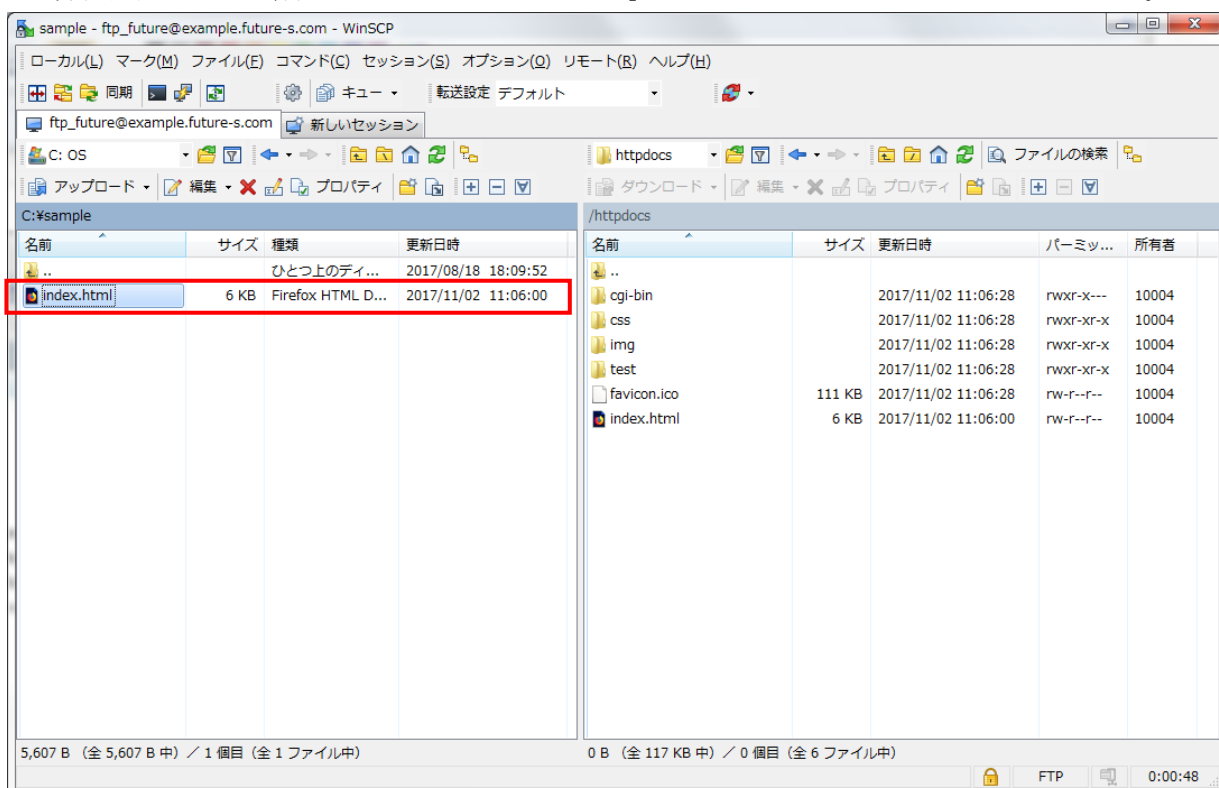 sample - ftp_future@example.future-s.com - WinSCP
ローカル(L) マーク(M) ファイル(F) コマンド(C) セッション(S) オプション(O) リモート(R) ヘルプ(H)
同期 キュー 転送設定 デフォルト
ftp_future@example.future-s.com 新しいセッション
C: OS
アップロード 編集 プロパティ
C:¥sample
名前 サイズ 種類 更新日時
.. ひとつ上のディ... 2017/08/18 18:09:52
index.html 6 KB Firefox HTML D... 2017/11/02 11:06:00
5,607 B (全 5,607 B 中) / 1 個目 (全 1 ファイル中)
httpdocs ファイルの検索
ダウンロード 編集 プロパティ
/httpdocs
名前 サイズ 更新日時 パーミッ... 所有者
..
cgi-bin 2017/11/02 11:06:28 rwxr-x--- 10004
css 2017/11/02 11:06:28 rwxr-xr-x 10004
img 2017/11/02 11:06:28 rwxr-xr-x 10004
test 2017/11/02 11:06:28 rwxr-xr-x 10004
favicon.ico 111 KB 2017/11/02 11:06:28 rw-r--r-- 10004
index.html 6 KB 2017/11/02 11:06:00 rw-r--r-- 10004
0 B (全 117 KB 中) / 0 個目 (全 6 ファイル中)
FTP 0:00:48